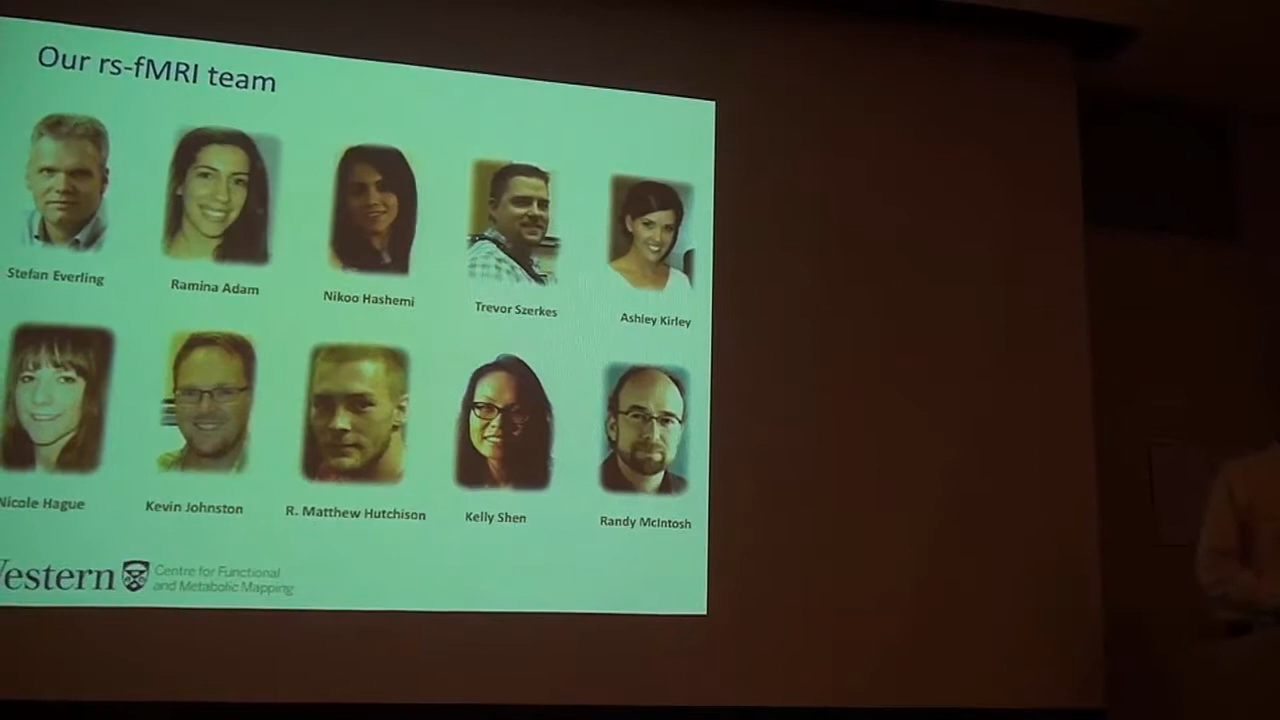 Our rs-fMRI team
Stefan Everling
Ramina Adam
Nikoo Hashemi
Trevor Szerkes
Ashley Kirley
Nicole Hague
Kevin Johnston
R. Matthew Hutchison
Kelly Shen
Randy McIntosh
estern
Centre for Functional
and Metabolic Mapping